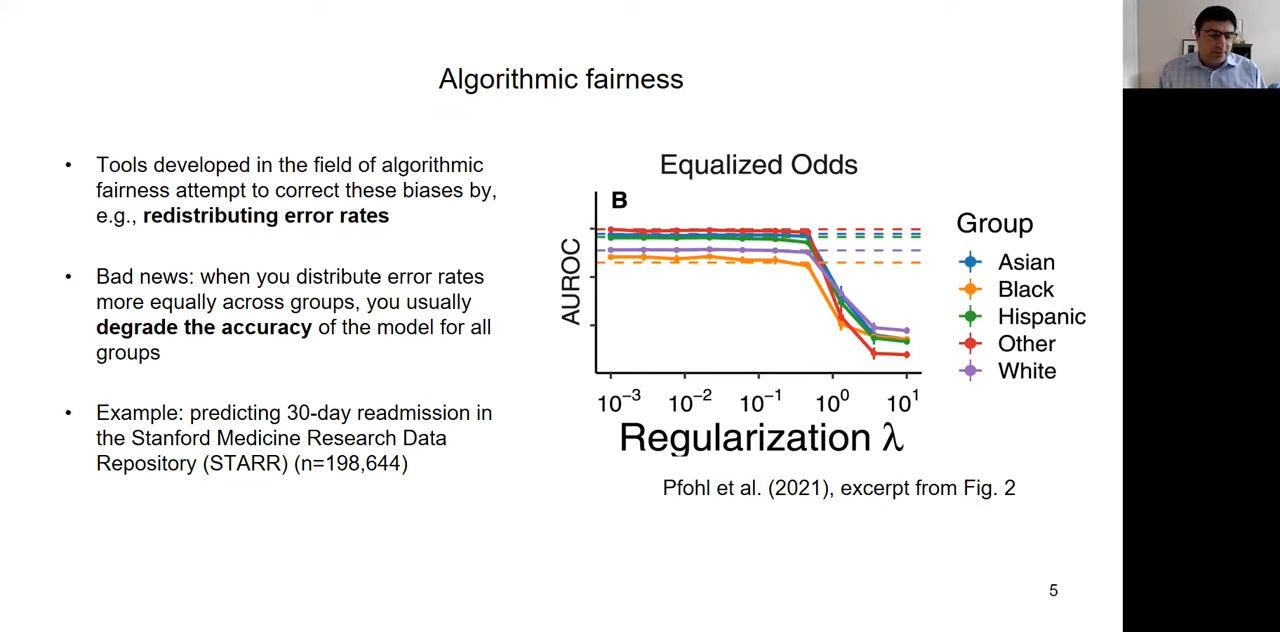 Algorithmic fairness
• Tools developed in the field of algorithmic
fairness attempt to correct these biases by,
e.g., redistributing error rates
• Bad news: when you distribute error rates
more equally across groups, you usually
degrade the accuracy of the model for all
groups
• Example: predicting 30-day readmission in
the Stanford Medicine Research Data
Repository (STARR) (n=198,644)
Equalized Odds
B
AUROC
10⁻³ 10⁻² 10⁻¹ 10⁰ 10¹
Regularization λ
Group
Asian
Black
Hispanic
Other
White
Pfohl et al. (2021), excerpt from Fig. 2
5